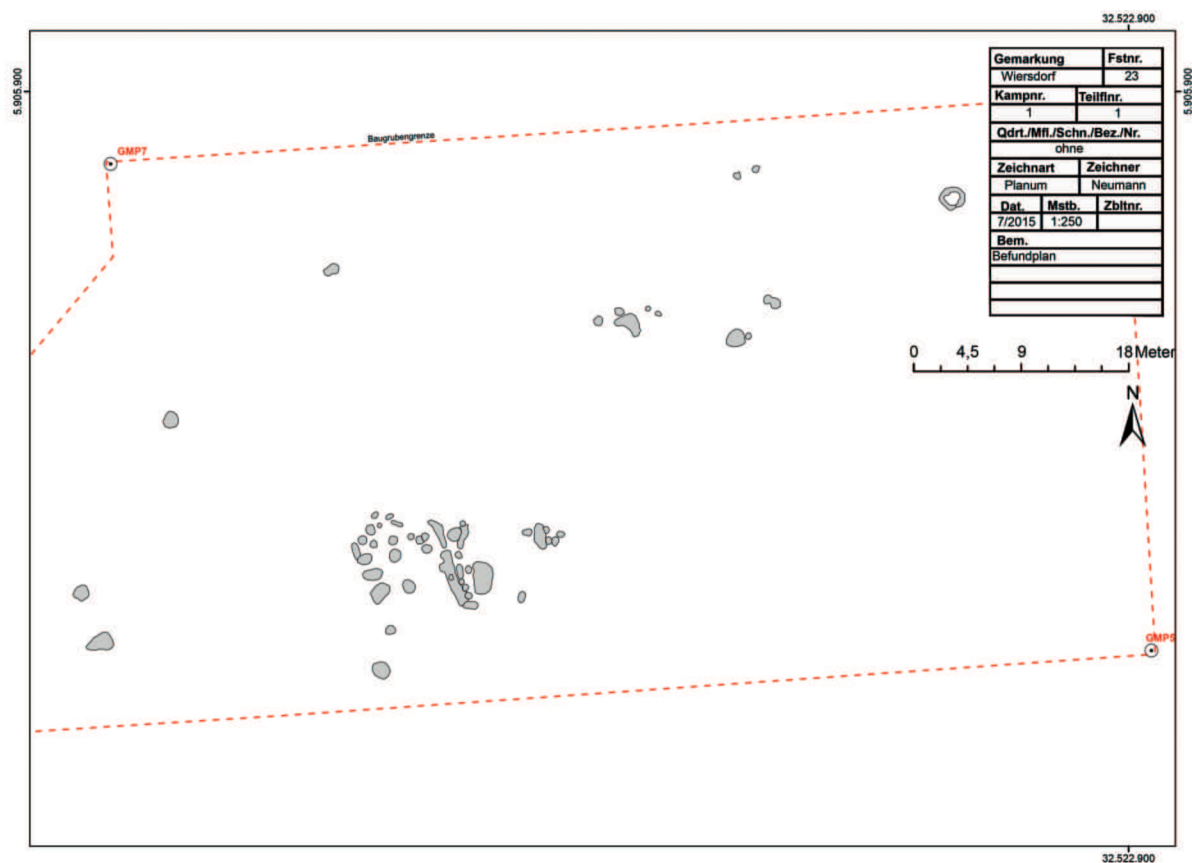 32.522.900
5.905.900
5.905.900
Gemarkung Fstnr.
Wiersdorf 23
Kampnr. Teilflnr.
1 1
Qdrt./Mfl./Schn./Bez./Nr.
ohne
Zeichnart Zeichner
Planum Neumann
Dat. Mstb. Zbltnr.
7/2015 1:250
Bem.
Befundplan
Baugrubengrenze
GMP7
0 4,5 9 18 Meter
N
GMP5
32.522.900